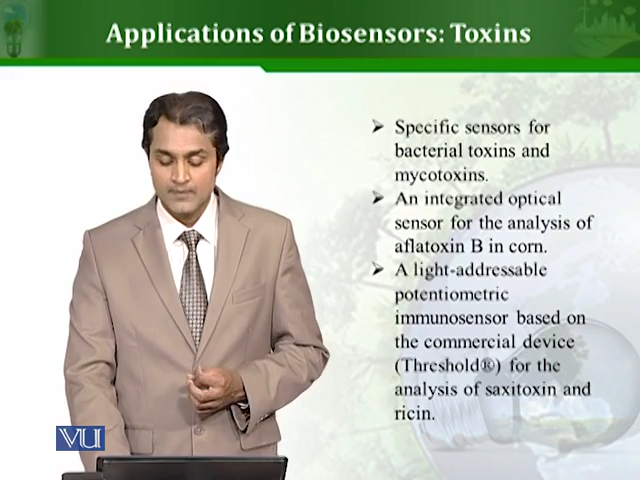 Applications of Biosensors: Toxins
➢ Specific sensors for
bacterial toxins and
mycotoxins.
➢ An integrated optical
sensor for the analysis of
aflatoxin B in corn.
➢ A light-addressable
potentiometric
immunosensor based on
the commercial device
(Threshold®) for the
analysis of saxitoxin and
ricin.
VU